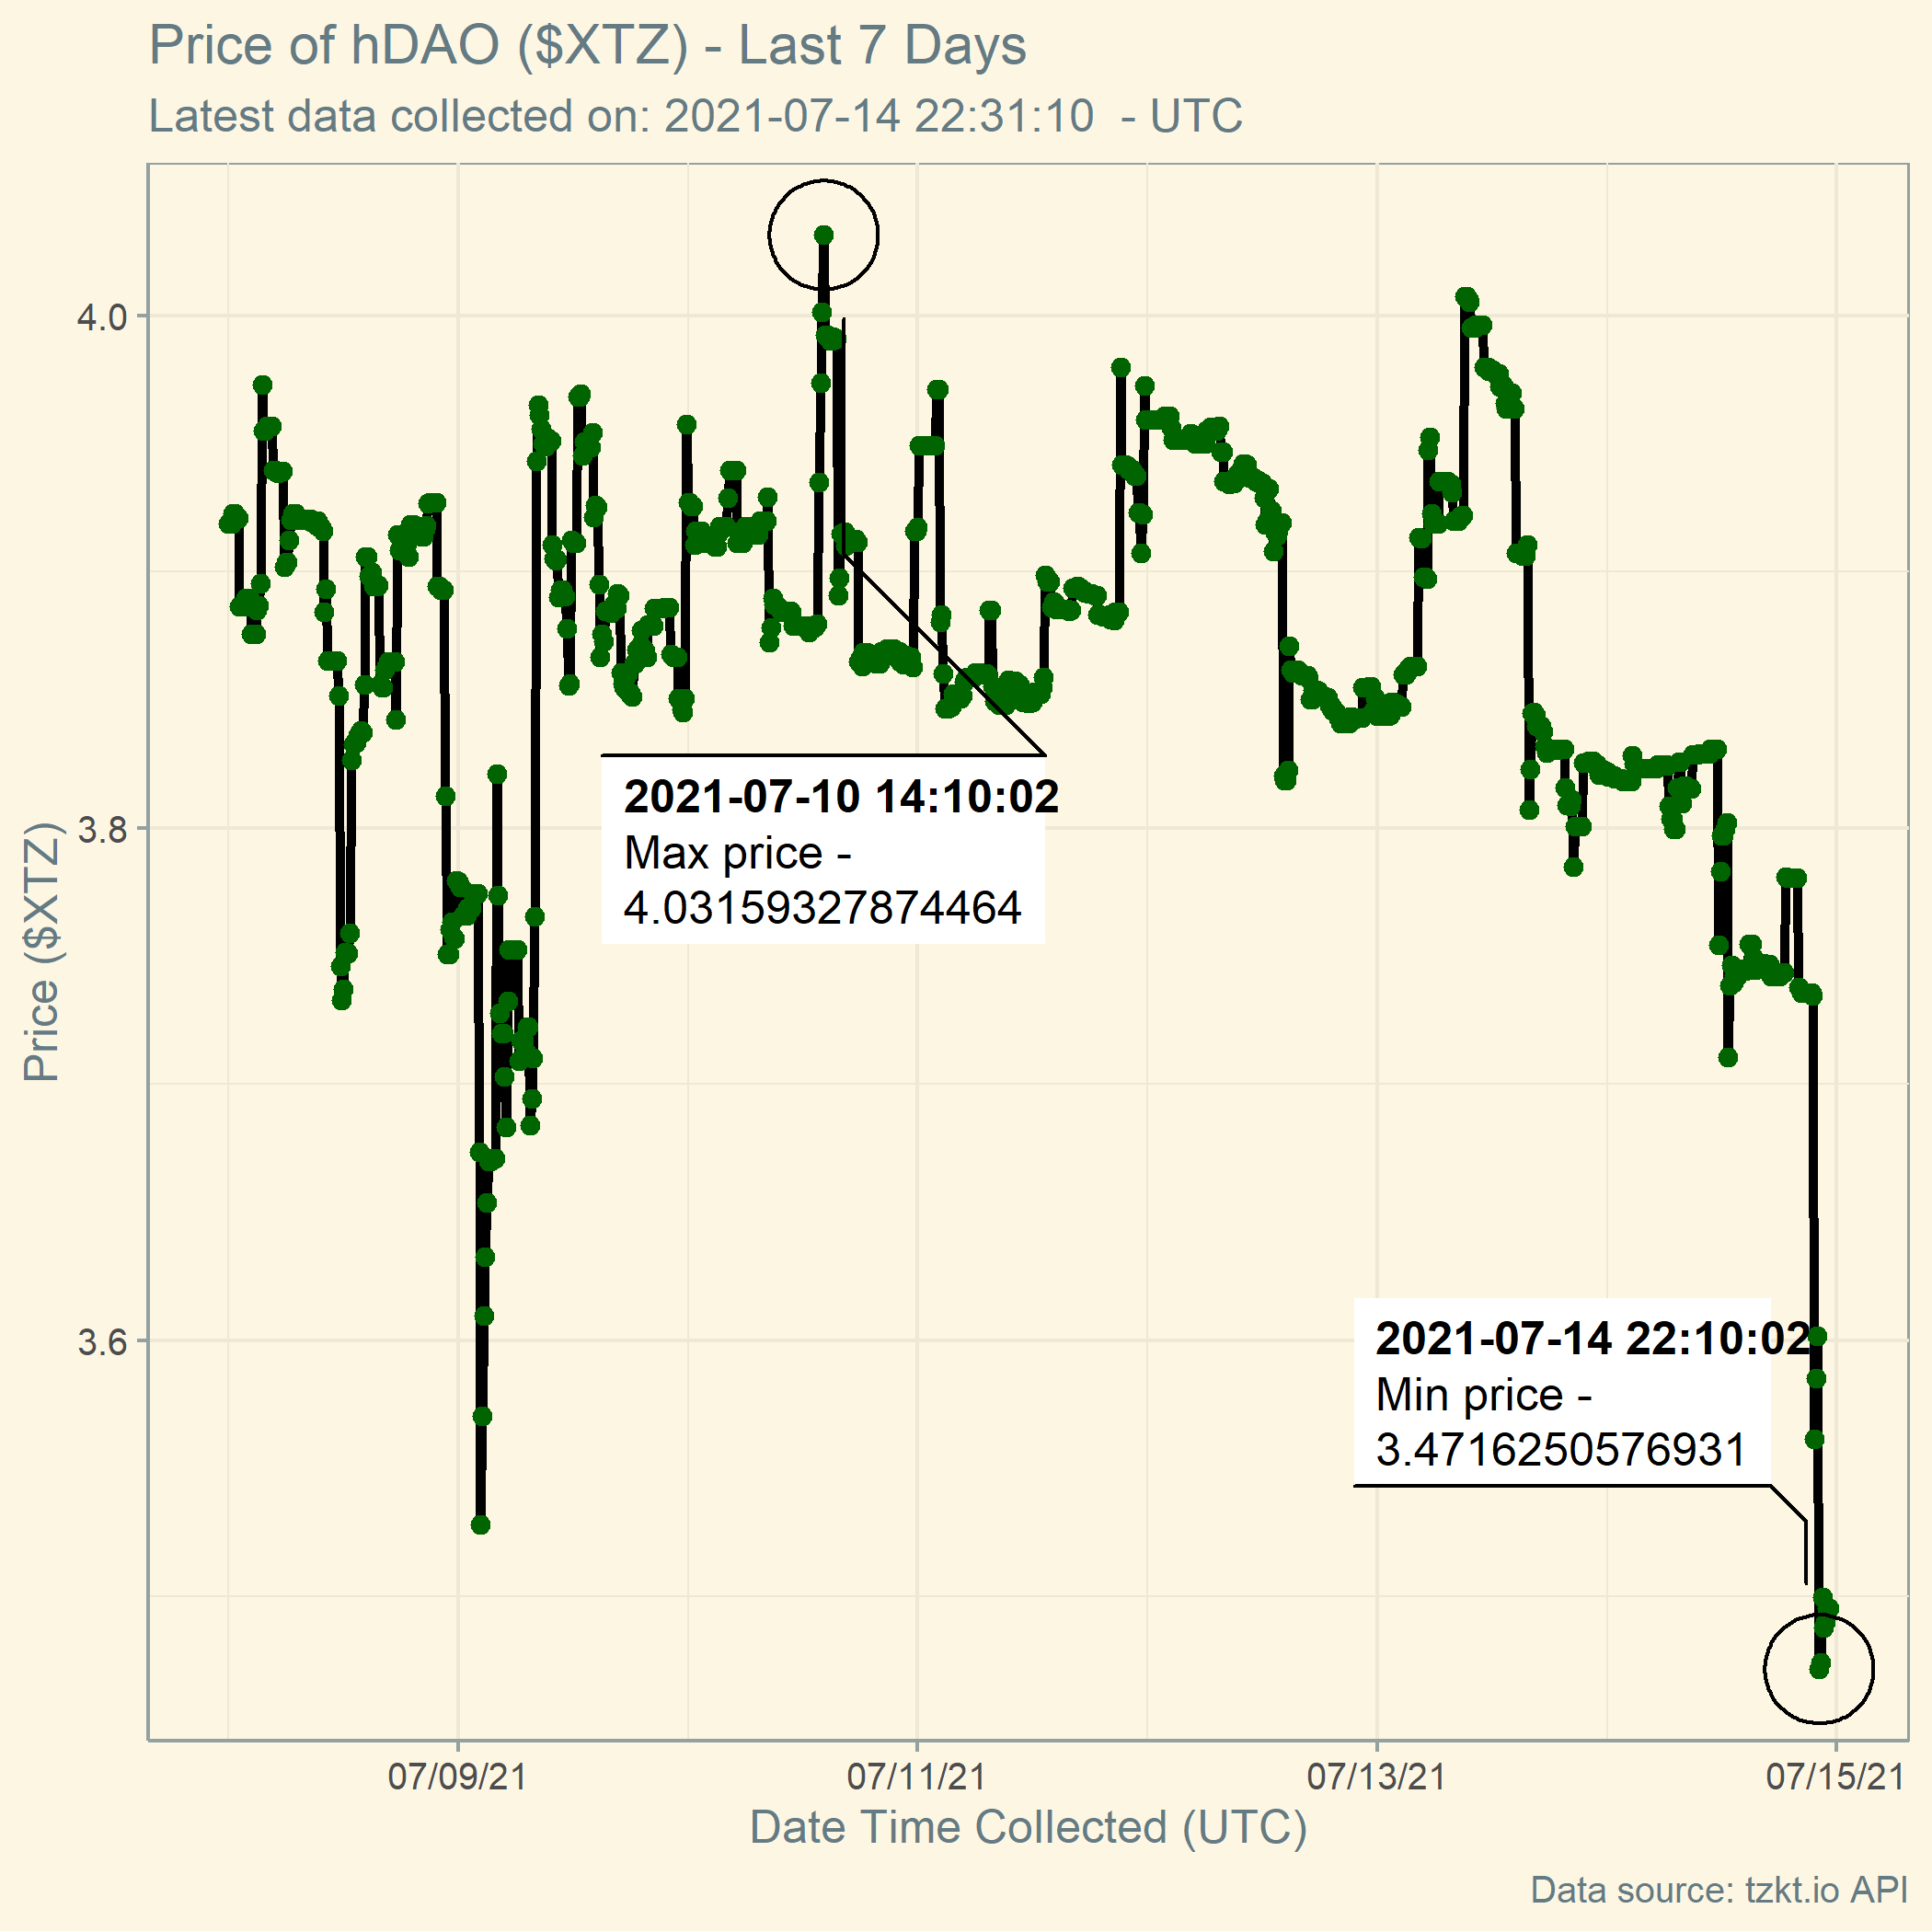 Price of hDAO ($XTZ) - Last 7 Days
Latest data collected on: 2021-07-14 22:31:10  - UTC
4.0
3.8
3.6
Price ($XTZ)
2021-07-10 14:10:02
Max price -
4.03159327874464
2021-07-14 22:10:02
Min price -
3.4716250576931
07/09/21
07/11/21
07/13/21
07/15/21
Date Time Collected (UTC)
Data source: tzkt.io API